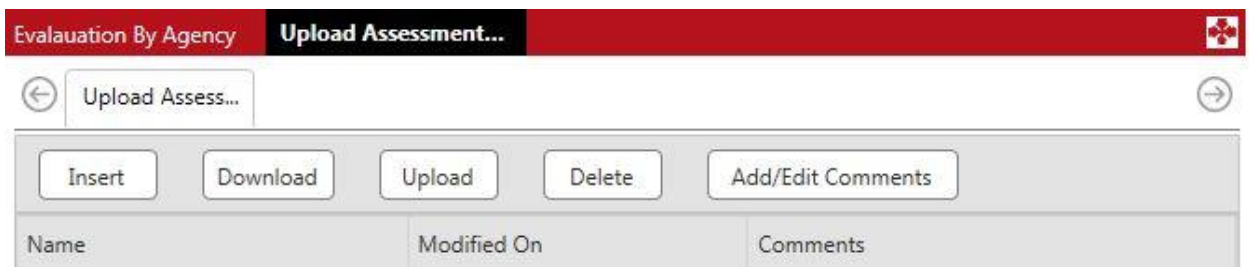 Evalauation By Agency Upload Assessment...
Upload Assess...
Insert Download Upload Delete Add/Edit Comments
Name Modified On Comments